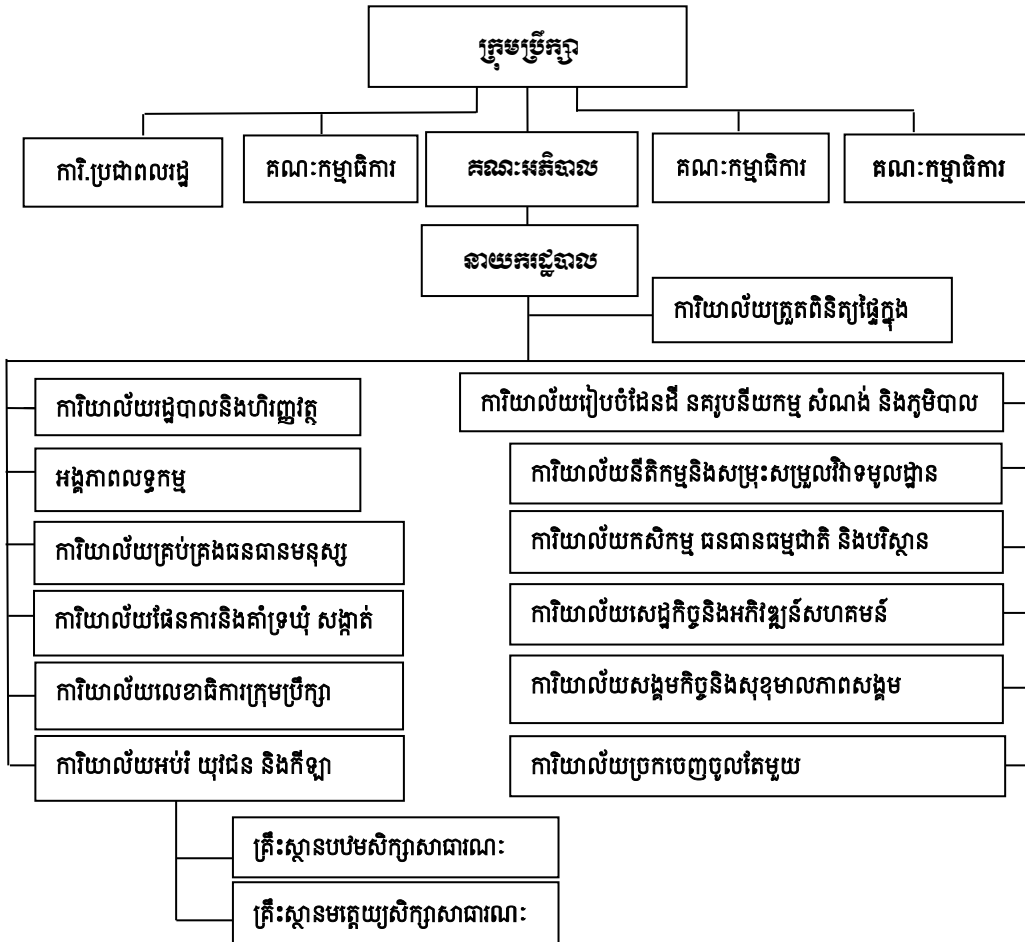 ក្រុមប្រឹក្សា
ការិ.ប្រជាពលរដ្ឋ
គណៈកម្មាធិការ
គណៈអភិបាល
គណៈកម្មាធិការ
គណៈកម្មាធិការ
នាយករដ្ឋបាល
ការិយាល័យត្រួតពិនិត្យផ្ទៃក្នុង
ការិយាល័យរដ្ឋបាលនិងហិរញ្ញវត្ថុ
អង្គភាពលទ្ធកម្ម
ការិយាល័យគ្រប់គ្រងធនធានមនុស្ស
ការិយាល័យផែនការនិងគាំទ្រឃុំ សង្កាត់
ការិយាល័យលេខាធិការក្រុមប្រឹក្សា
ការិយាល័យអប់រំ យុវជន និងកីឡា
គ្រឹះស្ថានបឋមសិក្សាសាធារណៈ
គ្រឹះស្ថានមត្តេយ្យសិក្សាសាធារណៈ
ការិយាល័យរៀបចំដែនដី នគរូបនីយកម្ម សំណង់ និងភូមិបាល
ការិយាល័យនីតិកម្មនិងសម្រុះសម្រួលវិវាទមូលដ្ឋាន
ការិយាល័យកសិកម្ម ធនធានធម្មជាតិ និងបរិស្ថាន
ការិយាល័យសេដ្ឋកិច្ចនិងអភិវឌ្ឍន៍សហគមន៍
ការិយាល័យសង្គមកិច្ចនិងសុខុមាលភាពសង្គម
ការិយាល័យច្រកចេញចូលតែមួយ